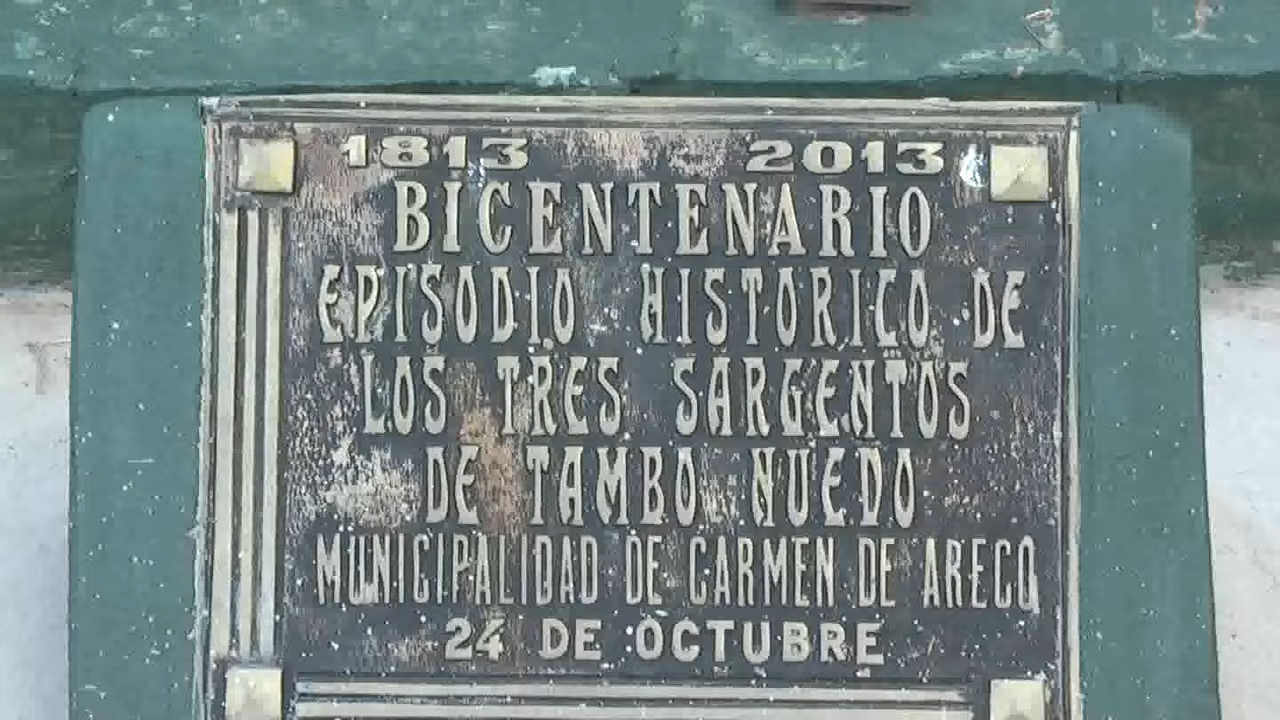 1813 2013
BICENTENARIO
EPISODIO HISTORICO DE
LOS TRES SARGENTOS
DE TAMBO NUEVO
MUNICIPALIDAD DE CARMEN DE ARECO
24 DE OCTUBRE